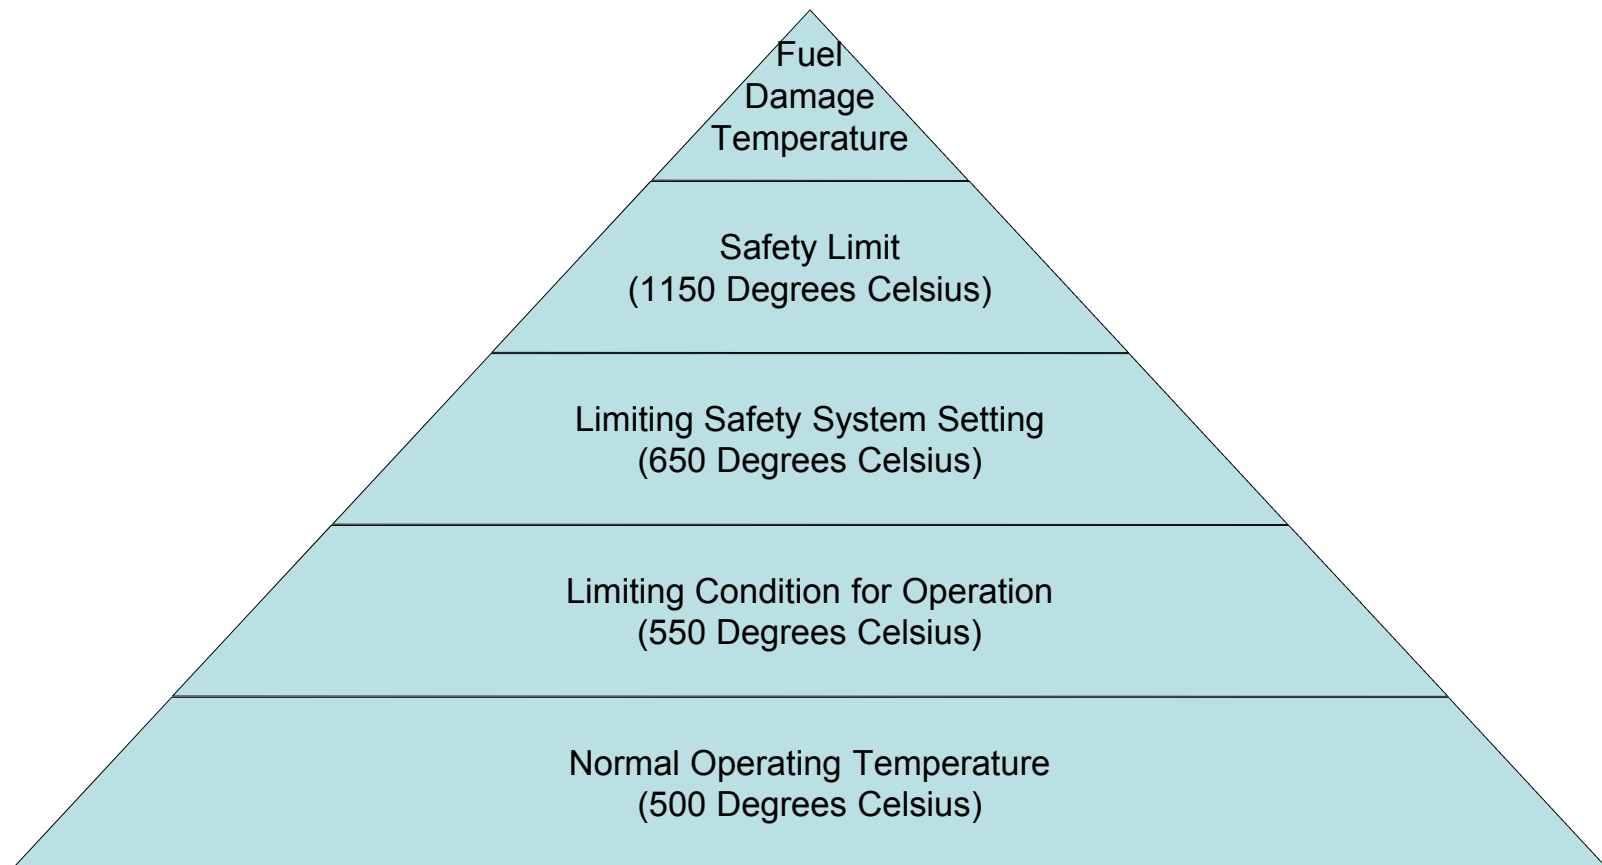 Fuel
Damage
Temperature
Safety Limit
(1150 Degrees Celsius)
Limiting Safety System Setting
(650 Degrees Celsius)
Limiting Condition for Operation
(550 Degrees Celsius)
Normal Operating Temperature
(500 Degrees Celsius)